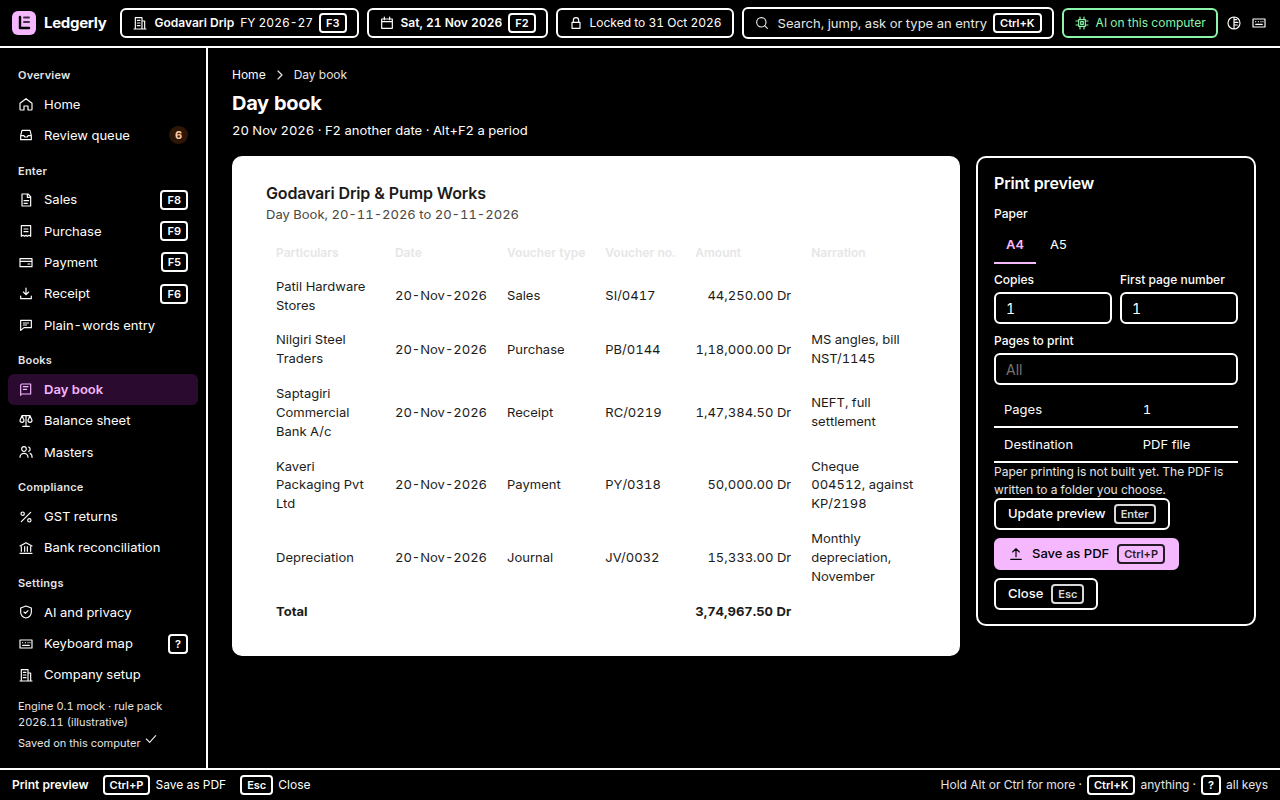 Ledgerly
Godavari Drip FY 2026-27 F3
Sat, 21 Nov 2026 F2
Locked to 31 Oct 2026
Search, jump, ask or type an entry Ctrl+K
AI on this computer
Overview
Home
Review queue 6
Enter
Sales F8
Purchase F9
Payment F5
Receipt F6
Plain-words entry
Books
Day book
Balance sheet
Masters
Compliance
GST returns
Bank reconciliation
Settings
AI and privacy
Keyboard map ?
Company setup
Engine 0.1 mock · rule pack
2026.11 (illustrative)
Saved on this computer
Home > Day book
Day book
20 Nov 2026 · F2 another date · Alt+F2 a period
Godavari Drip & Pump Works
Day Book, 20-11-2026 to 20-11-2026
Particulars Date Voucher type Voucher no. Amount Narration
Patil Hardware
Stores 20-Nov-2026 Sales SI/0417 44,250.00 Dr
Nilgiri Steel
Traders 20-Nov-2026 Purchase PB/0144 1,18,000.00 Dr MS angles, bill
NST/1145
Saptagiri
Commercial
Bank A/c 20-Nov-2026 Receipt RC/0219 1,47,384.50 Dr NEFT, full
settlement
Kaveri
Packaging Pvt
Ltd 20-Nov-2026 Payment PY/0318 50,000.00 Dr Cheque
004512, against
KP/2198
Depreciation 20-Nov-2026 Journal JV/0032 15,333.00 Dr Monthly
depreciation,
November
Total 3,74,967.50 Dr
Print preview
Paper
A4 A5
Copies First page number
1 1
Pages to print
All
Pages 1
Destination PDF file
Paper printing is not built yet. The PDF is
written to a folder you choose.
Update preview Enter
Save as PDF Ctrl+P
Close Esc
Print preview Ctrl+P Save as PDF Esc Close
Hold Alt or Ctrl for more · Ctrl+K anything · ? all keys